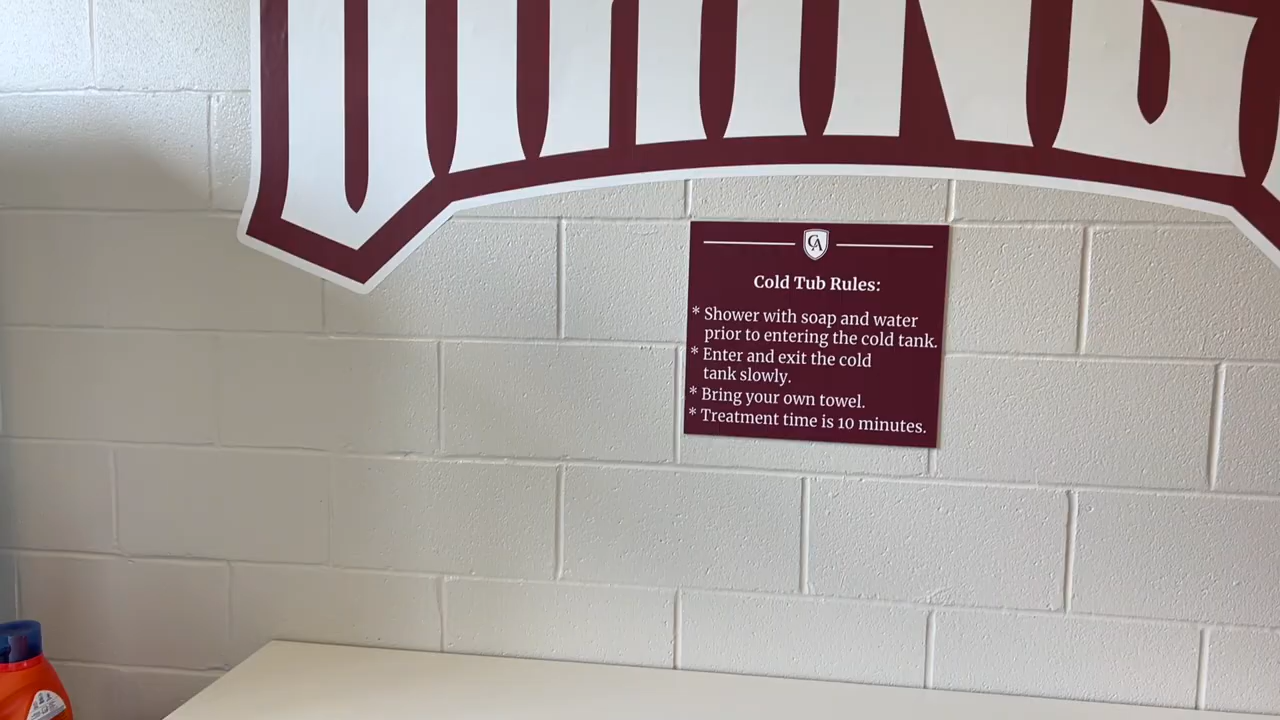 CA
Cold Tub Rules:
* Shower with soap and water
prior to entering the cold tank.
* Enter and exit the cold
tank slowly.
* Bring your own towel.
* Treatment time is 10 minutes.